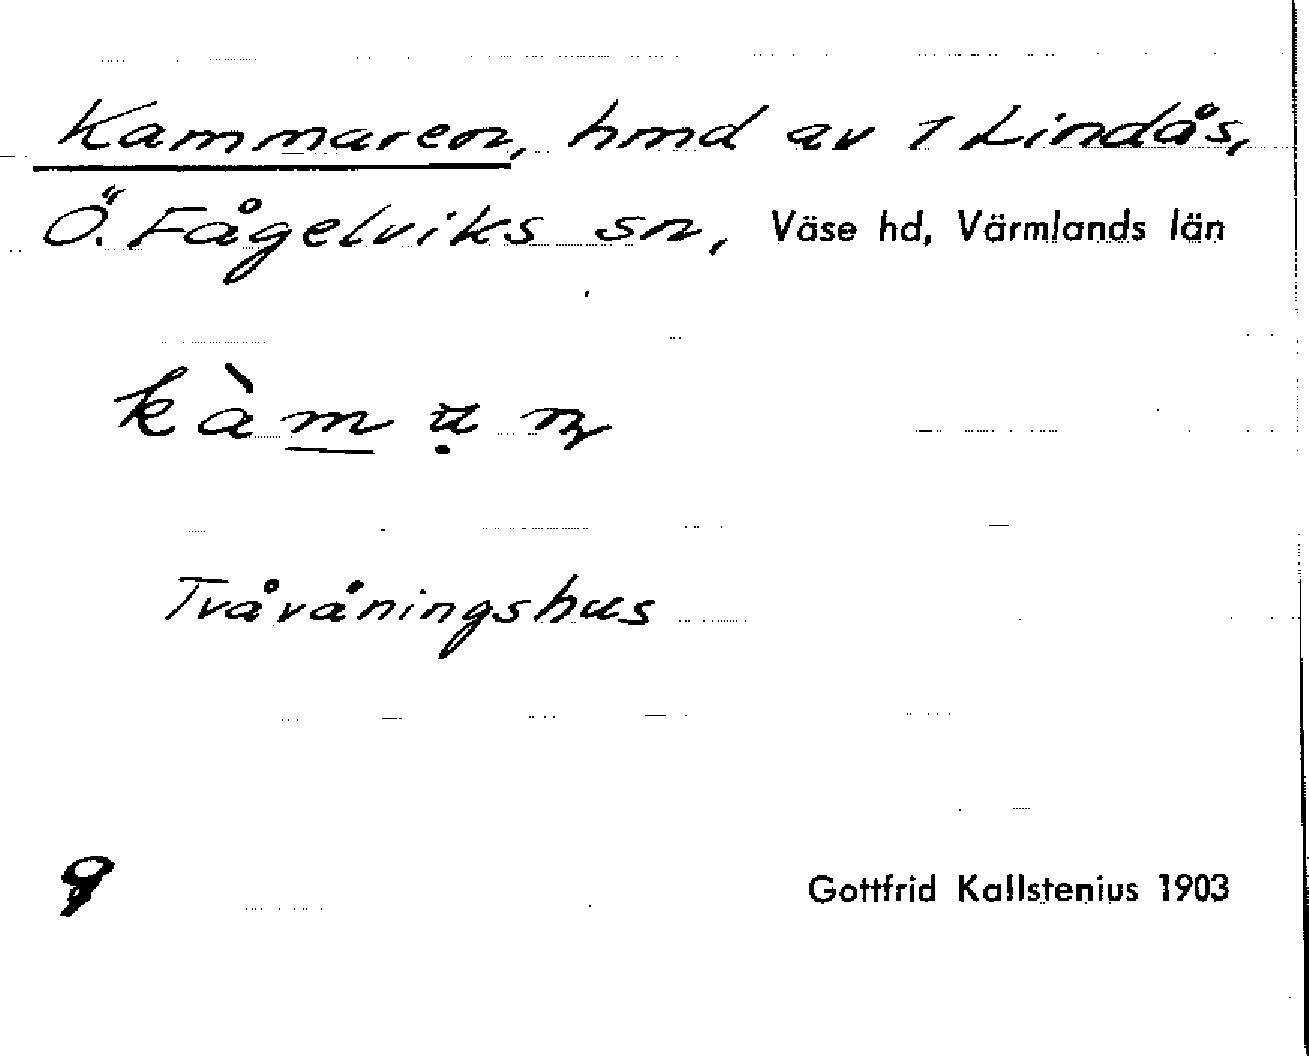 Kammaren, hmd av 1 Lindås,
Ö. Fågelviks sn, Väse hd, Värmlands län
Tvåvåningshus
9
Gottfrid Kallstenius 1903